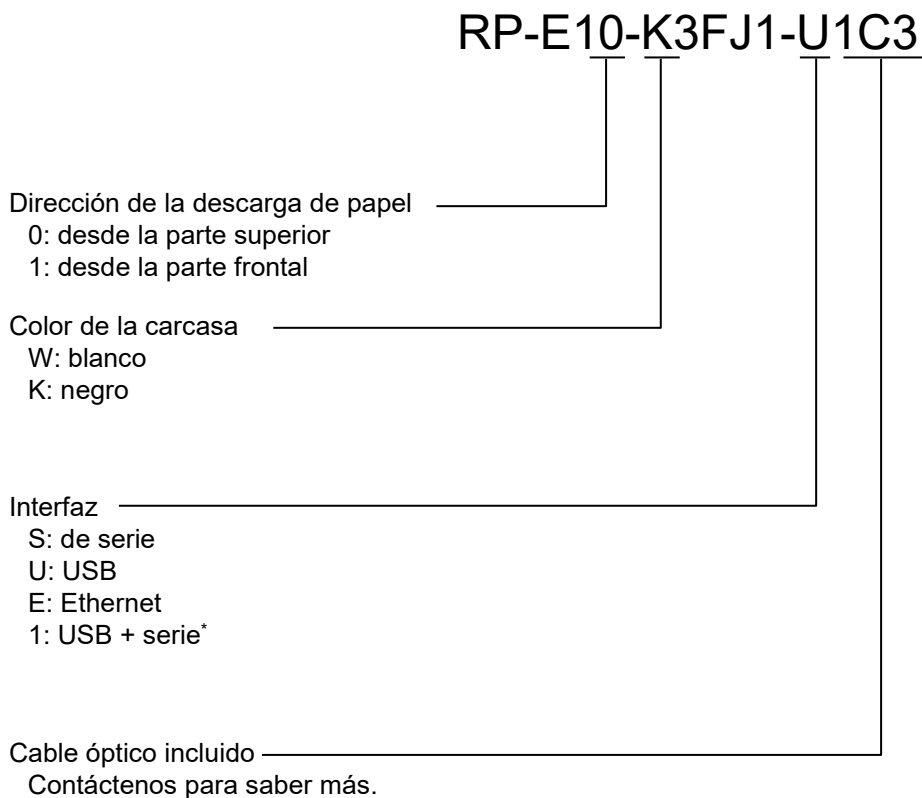 RP-E10-K3FJ1-U1C3
Dirección de la descarga de papel
0: desde la parte superior
1: desde la parte frontal
Color de la carcasa
W: blanco
K: negro
Interfaz
S: de serie
U: USB
E: Ethernet
1: USB + serie*
Cable óptico incluido
Contáctenos para saber más.